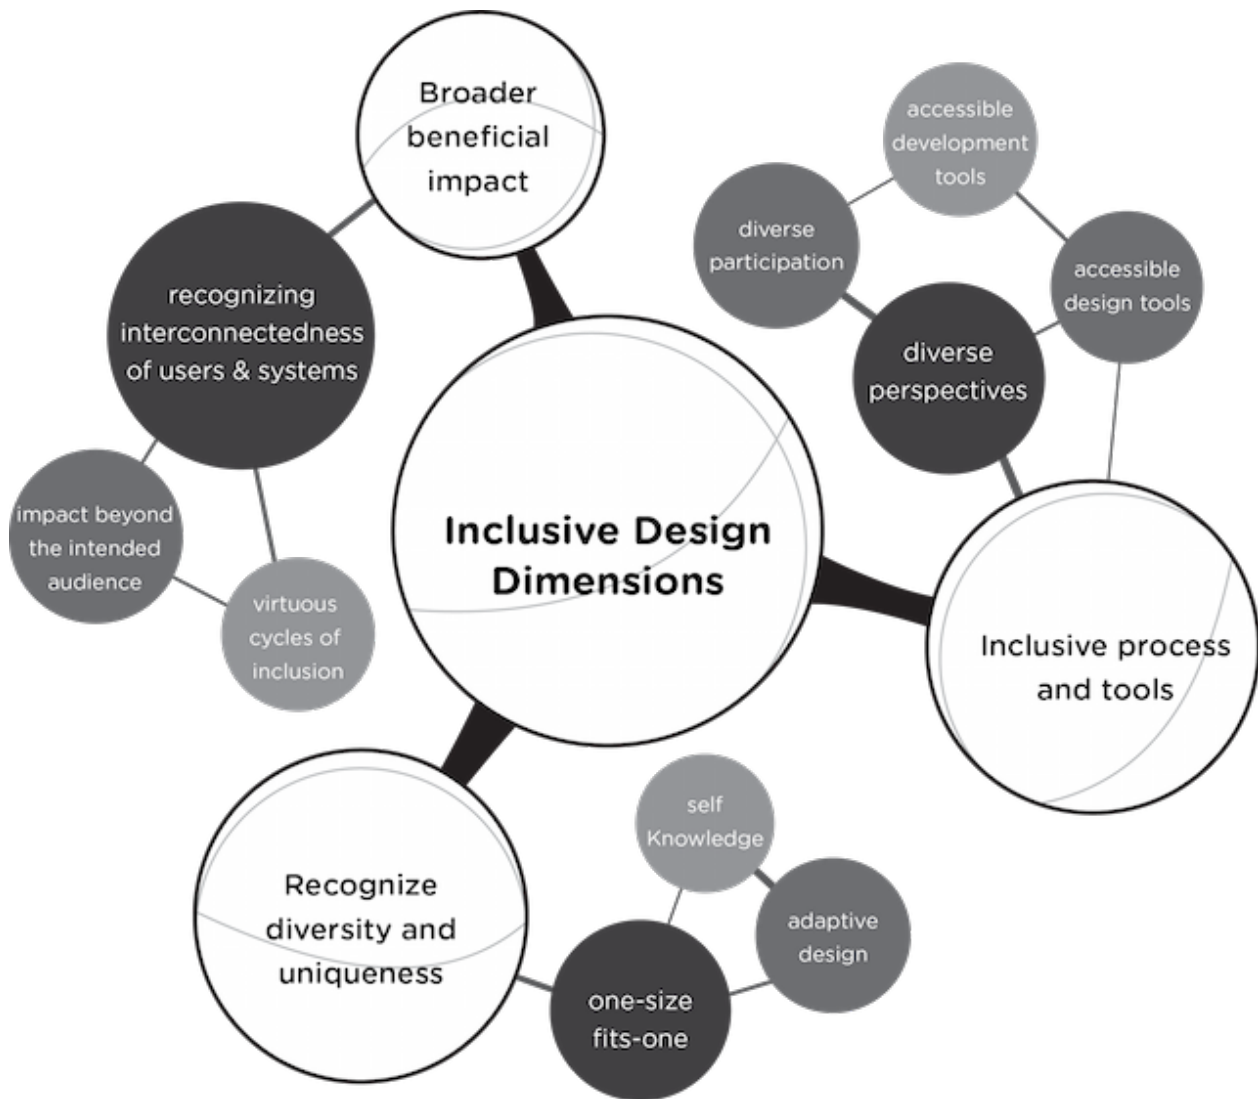 Broader
beneficial
impact
recognizing
interconnectedness
of users & systems
impact beyond
the intended
audience
virtuous
cycles of
inclusion
accessible
development
tools
diverse
participation
accessible
design tools
diverse
perspectives
Inclusive Design
Dimensions
Inclusive process
and tools
Recognize
diversity and
uniqueness
self
Knowledge
adaptive
design
one-size
fits-one